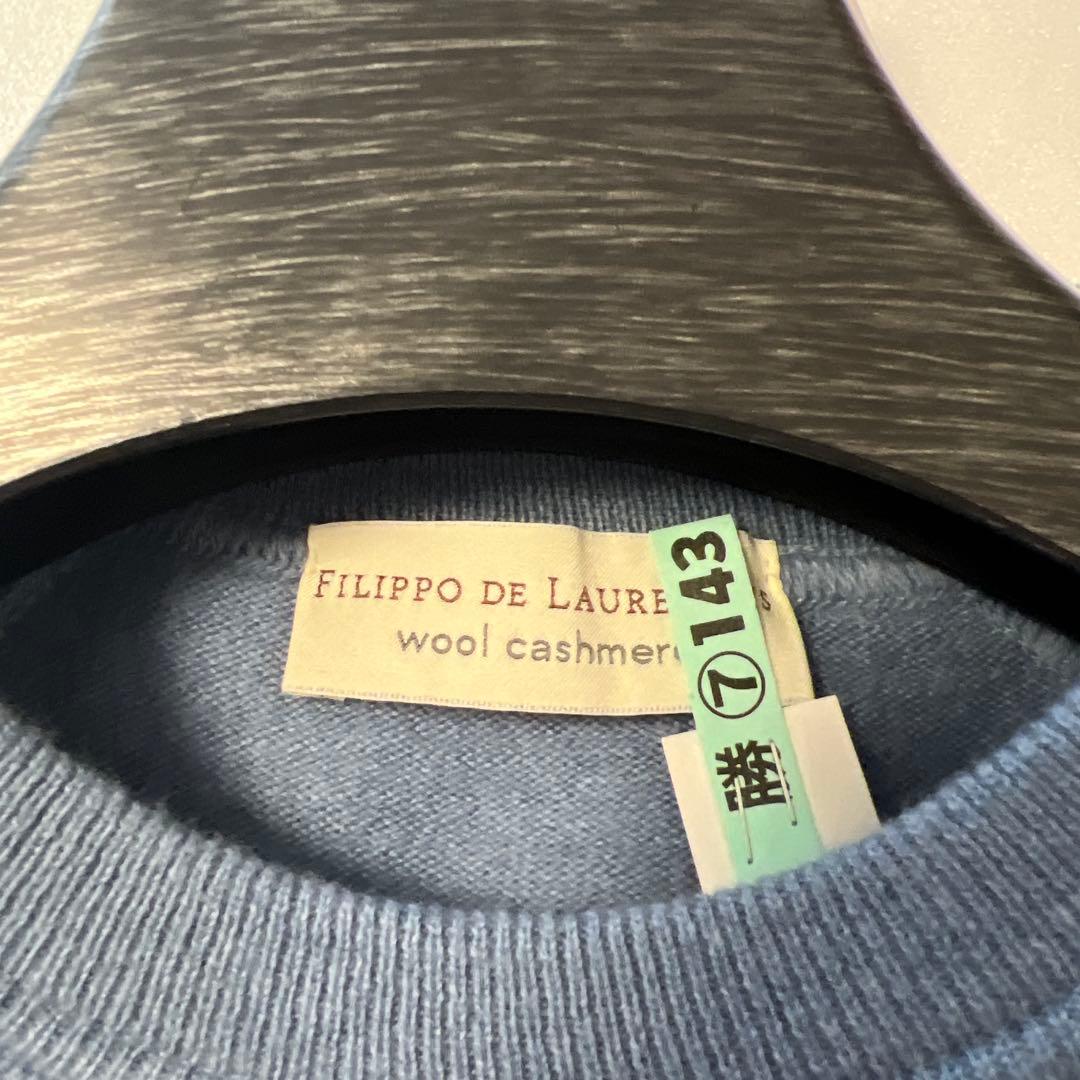 FILIPPO DE LAURE
wool cashmere
勝⑦143